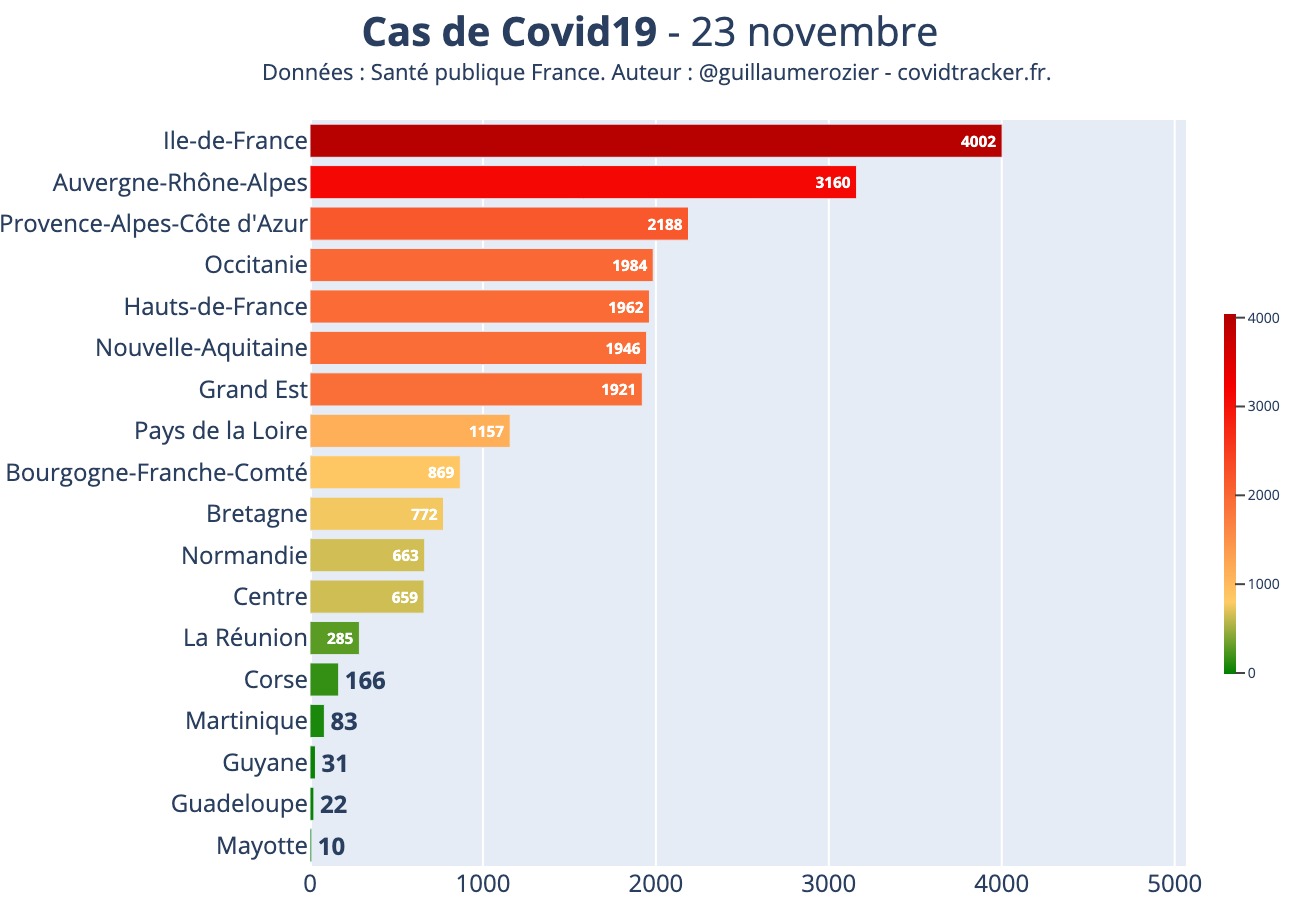 Cas de Covid19 - 23 novembre
Données : Santé publique France. Auteur : @guillaumerozier - covidtracker.fr.
Ile-de-France 4002
Auvergne-Rhône-Alpes 3160
Provence-Alpes-Côte d'Azur 2188
Occitanie 1984
Hauts-de-France 1962
Nouvelle-Aquitaine 1946
Grand Est 1921
Pays de la Loire 1157
Bourgogne-Franche-Comté 869
Bretagne 772
Normandie 663
Centre 659
La Réunion 285
Corse 166
Martinique 83
Guyane 31
Guadeloupe 22
Mayotte 10
0 1000 2000 3000 4000 5000
4000
3000
2000
1000
0